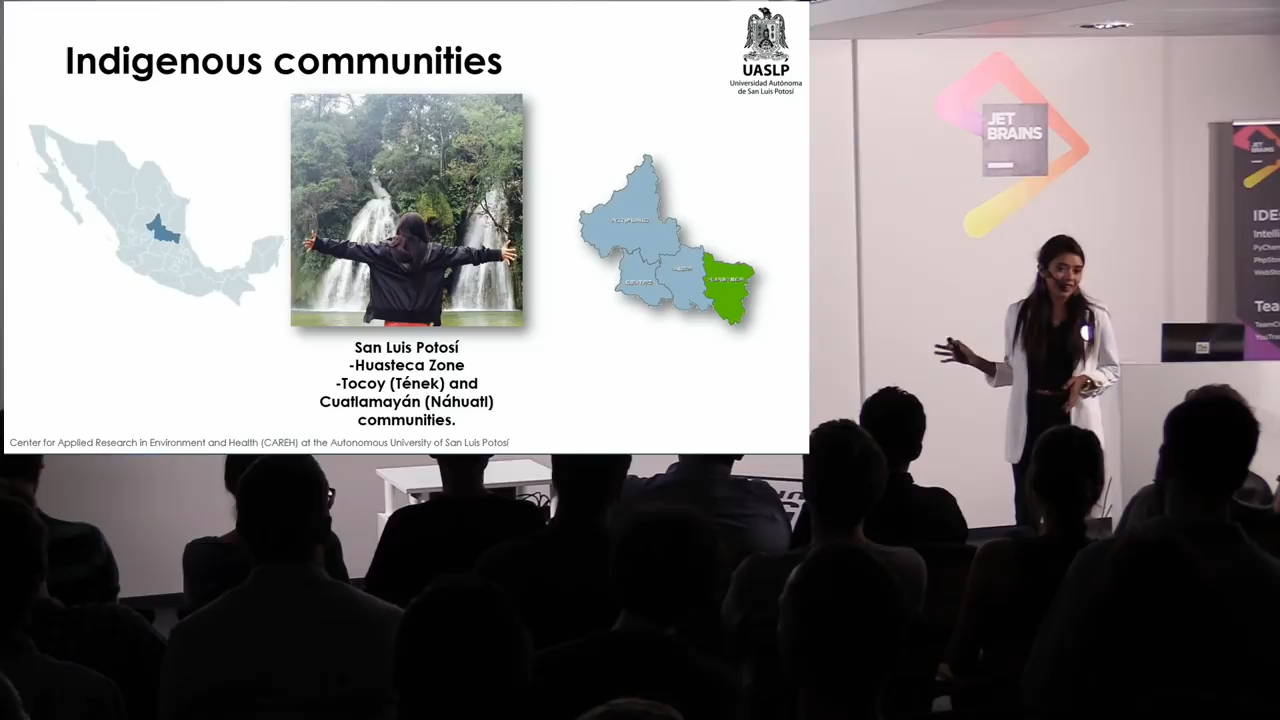 Indigenous communities
UASLP
Universidad Autónoma
de San Luis Potosí
San Luis Potosí
-Huasteca Zone
-Tocoy (Tének) and
Cuatlamayán (Náhuatl)
communities.
Center for Applied Research in Environment and Health (CAREH) at the Autonomous University of San Luis Potosí
JET
BRAINS
JET
BRAINS